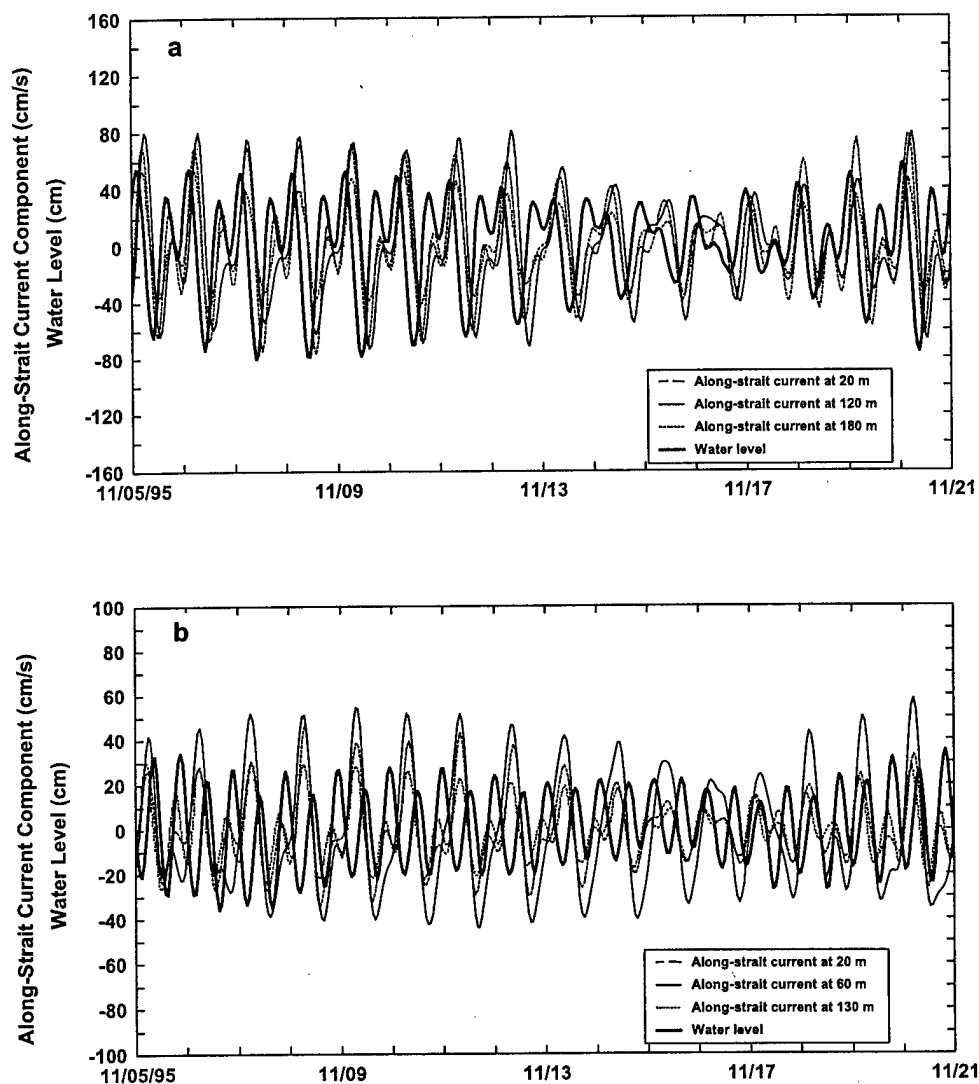 a
Along-Strait Current Component (cm/s)
Water Level (cm)
160
120
80
40
0
-40
-80
-120
-160
Along-strait current at 20 m
Along-strait current at 120 m
Along-strait current at 180 m
Water level
11/05/95
11/09
11/13
11/17
11/21
b
Along-Strait Current Component (cm/s)
Water Level (cm)
100
80
60
40
20
0
-20
-40
-60
-80
-100
Along-strait current at 20 m
Along-strait current at 60 m
Along-strait current at 130 m
Water level
11/05/95
11/09
11/13
11/17
11/21